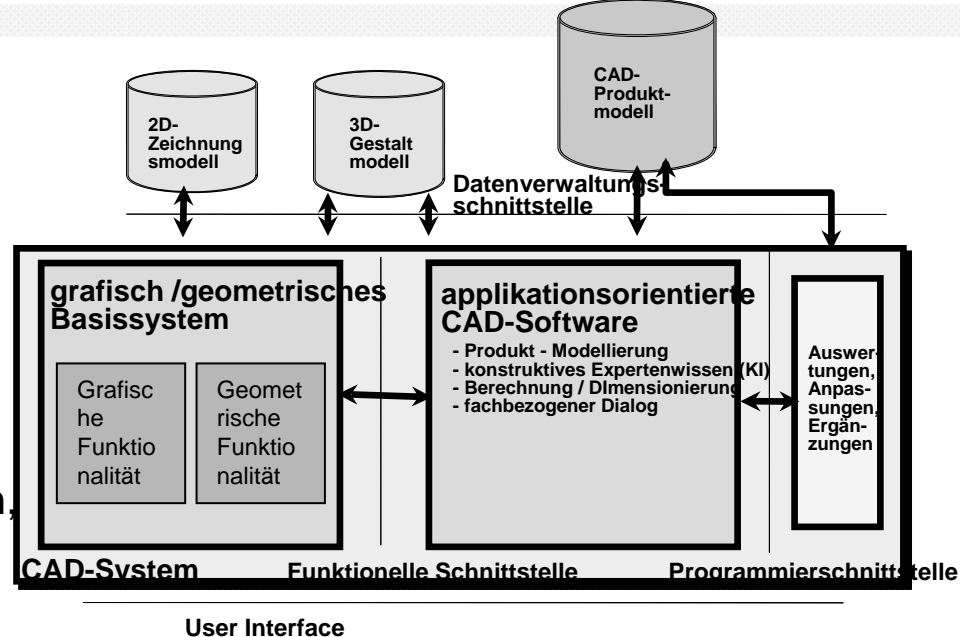 2D-
Zeichnung
smodell
3D-
Gestalt
modell
CAD-
Produkt-
modell
Datenverwaltungs-
schnittstelle
grafisch /geometrisches
Basissystem
Grafisc
he
Funktio
nalität
Geomet
rische
Funktio
nalität
applikationsorientierte
CAD-Software
- Produkt - Modellierung
- konstruktives Expertenwissen (KI)
- Berechnung / DImensionierung
- fachbezogener Dialog
Auswer-
tungen,
Anpas-
sungen,
Ergän-
zungen
CAD-System
Funktionelle Schnittstelle
Programmierschnittstelle
User Interface